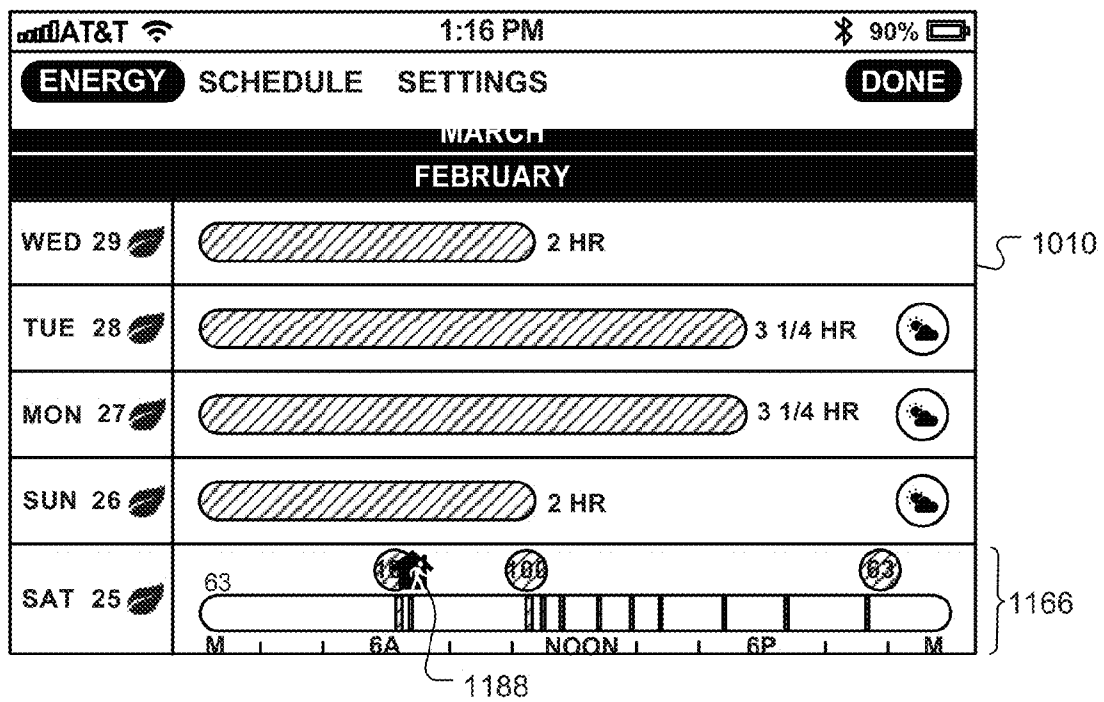 AT&T 1:16 PM 90%
ENERGY SCHEDULE SETTINGS DONE
MARCH
FEBRUARY
WED 29 2 HR
1010
TUE 28 3 1/4 HR
MON 27 3 1/4 HR
SUN 26 2 HR
63 100 63
SAT 25
1166
M 6A NOON 6P M
1188